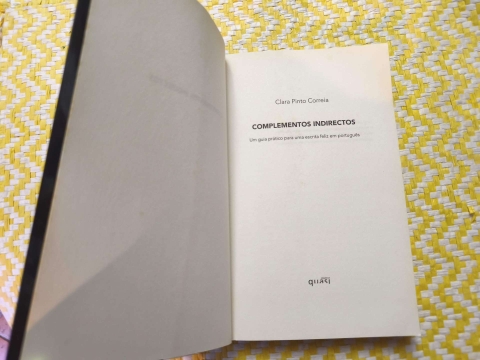 Clara Pinto Correia
COMPLEMENTOS INDIRECTOS
Um guia prático para uma escrita feliz em português
quasi